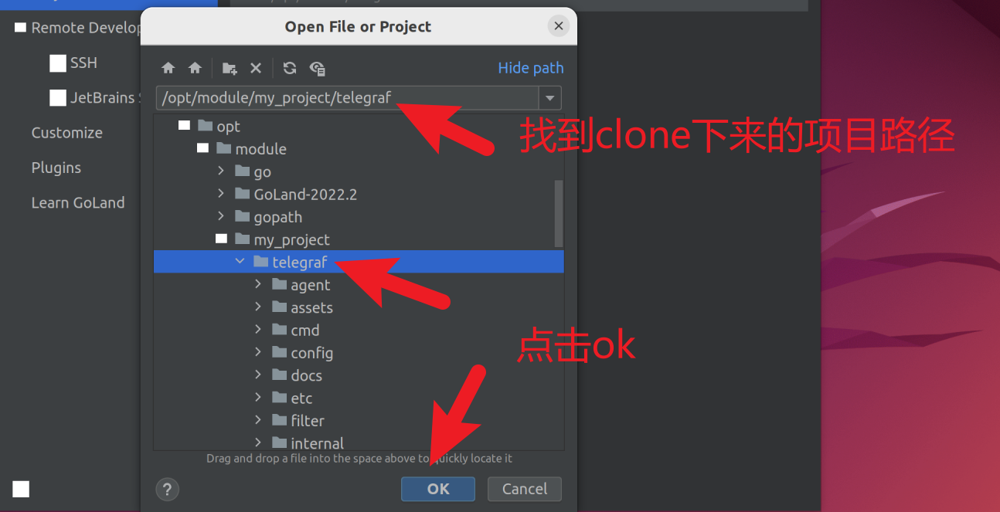 Open File or Project
Remote Develop
SSH
JetBrains
Customize
Plugins
Learn GoLand
Hide path
/opt/module/my_project/telegraf
找到clone下来的项目路径
opt
module
go
GoLand-2022.2
gopath
my_project
telegraf
agent
assets
cmd
config
docs
etc
filter
internal
点击ok
Drag and drop a file into the space above to quickly locate it
?
OK
Cancel